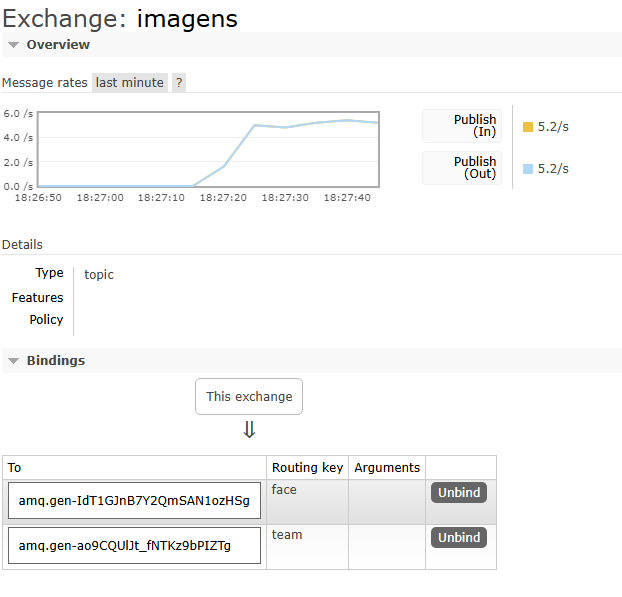 Exchange: imagens
Overview
Message rates last minute ?
6.0 /s
4.0 /s
2.0 /s
0.0 /s
18:26:50 18:27:00 18:27:10 18:27:20 18:27:30 18:27:40
Publish
(In)
5.2/s
Publish
(Out)
5.2/s
Details
Type topic
Features
Policy
Bindings
This exchange
⇓
To Routing key Arguments
amq.gen-IdT1GJnB7Y2QmSAN1ozHSg face Unbind
amq.gen-ao9CQUlJt_fNTKz9bPIZTg team Unbind